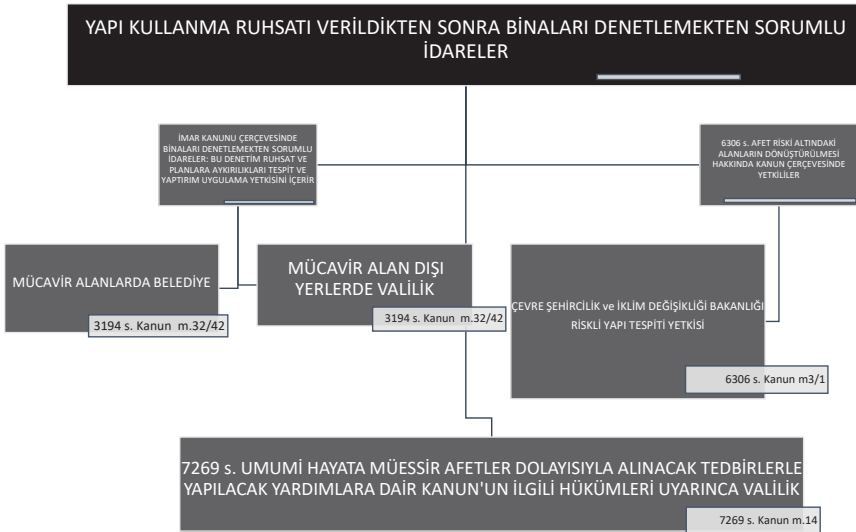 YAPI KULLANMA RUHSATI VERİLDİKTEN SONRA BİNALARI DENETLEMEKTEN SORUMLU
İDARELER
İMAR KANUNU ÇERÇEVESİNDE
BİNALARI DENETLEMEKTEN SORUMLU
İDARELER: BU DENETİM RUHSAT VE
PLANLARA AYKIRILIKLARI TESPİT VE
YAPTIRIM UYGULAMA YETKİSİNİ İÇERİR
6306 s. AFET RİSKİ ALTINDAKİ
ALANLARIN DÖNÜŞTÜRÜLMESİ
HAKKINDA KANUN ÇERÇEVESİNDE
YETKİLİLER
MÜCAVİR ALANLARDA BELEDİYE
3194 s. Kanun m.32/42
MÜCAVİR ALAN DIŞI
YERLERDE VALİLİK
3194 s. Kanun m.32/42
ÇEVRE ŞEHİRCİLİK ve İKLİM DEĞİŞİKLİĞİ BAKANLIĞI
RİSKLİ YAPI TESPİTİ YETKİSİ
6306 s. Kanun m3/1
7269 s. UMUMİ HAYATA MÜESSİR AFETLER DOLAYISIYLA ALINACAK TEDBİRLERLE
YAPILACAK YARDIMLARA DAİR KANUN'UN İLGİLİ HÜKÜMLERİ UYARINCA VALİLİK
7269 s. Kanun m.14